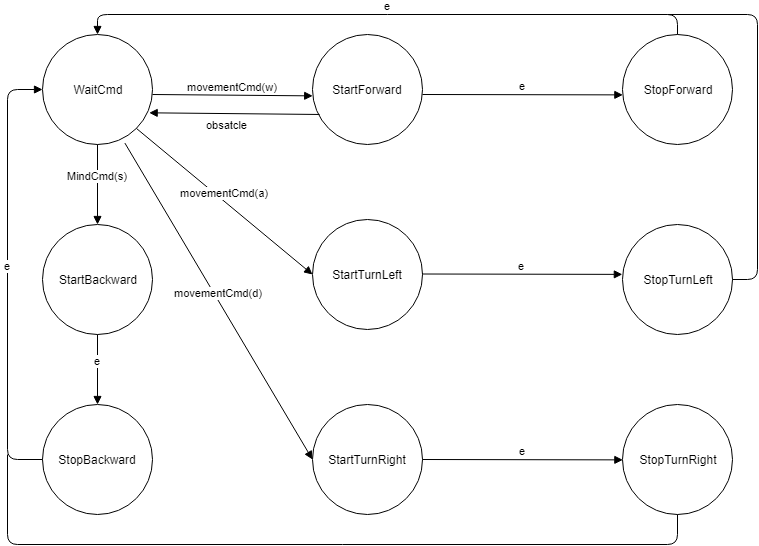 e
WaitCmd
movementCmd(w)
StartForward
e
StopForward
obsatcle
MindCmd(s)
movementCmd(a)
e
StartBackward
movementCmd(d)
StartTurnLeft
e
StopTurnLeft
e
StopBackward
StartTurnRight
e
StopTurnRight